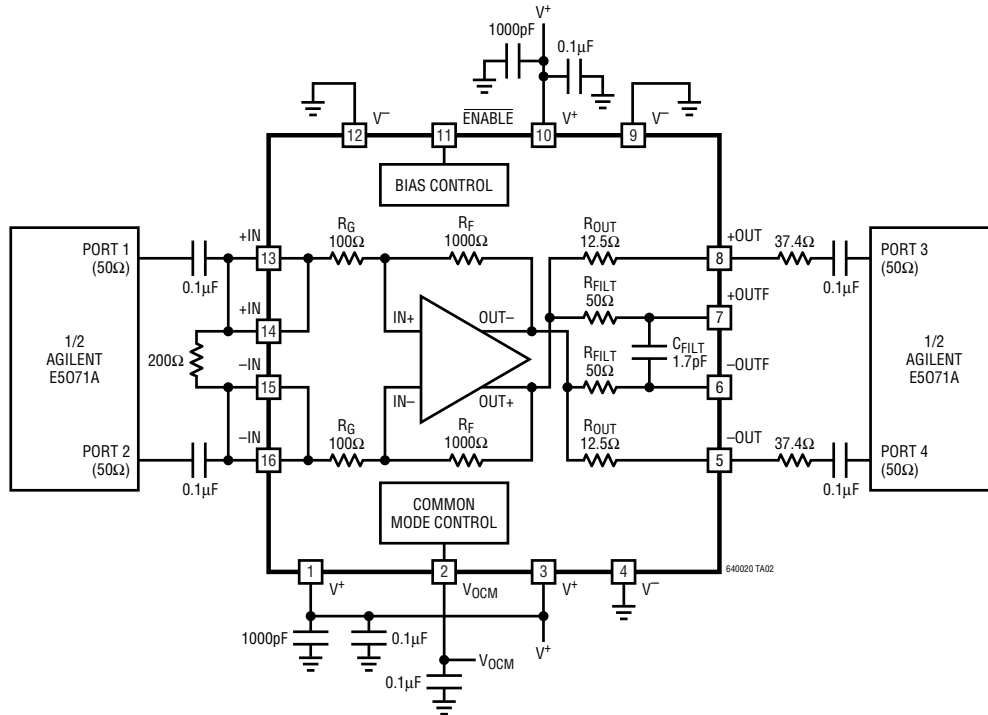 V+
1000pF
0.1µF
V–
ENABLE
V+
V–
12
11
10
9
BIAS CONTROL
PORT 1
(50Ω)
0.1µF
+IN
13
RG
100Ω
RF
1000Ω
ROUT
12.5Ω
+OUT
8
37.4Ω
0.1µF
PORT 3
(50Ω)
1/2
AGILENT
E5071A
200Ω
+IN
14
–IN
15
IN+
OUT–
IN–
OUT+
RFILT
50Ω
+OUTF
7
CFILT
1.7pF
RFILT
50Ω
6
–OUTF
1/2
AGILENT
E5071A
PORT 2
(50Ω)
0.1µF
–IN
16
RG
100Ω
RF
1000Ω
ROUT
12.5Ω
–OUT
5
37.4Ω
0.1µF
PORT 4
(50Ω)
COMMON
MODE CONTROL
640020 TA02
1
2
3
4
V+
VOCM
V+
V–
1000pF
0.1µF
V+
VOCM
0.1µF